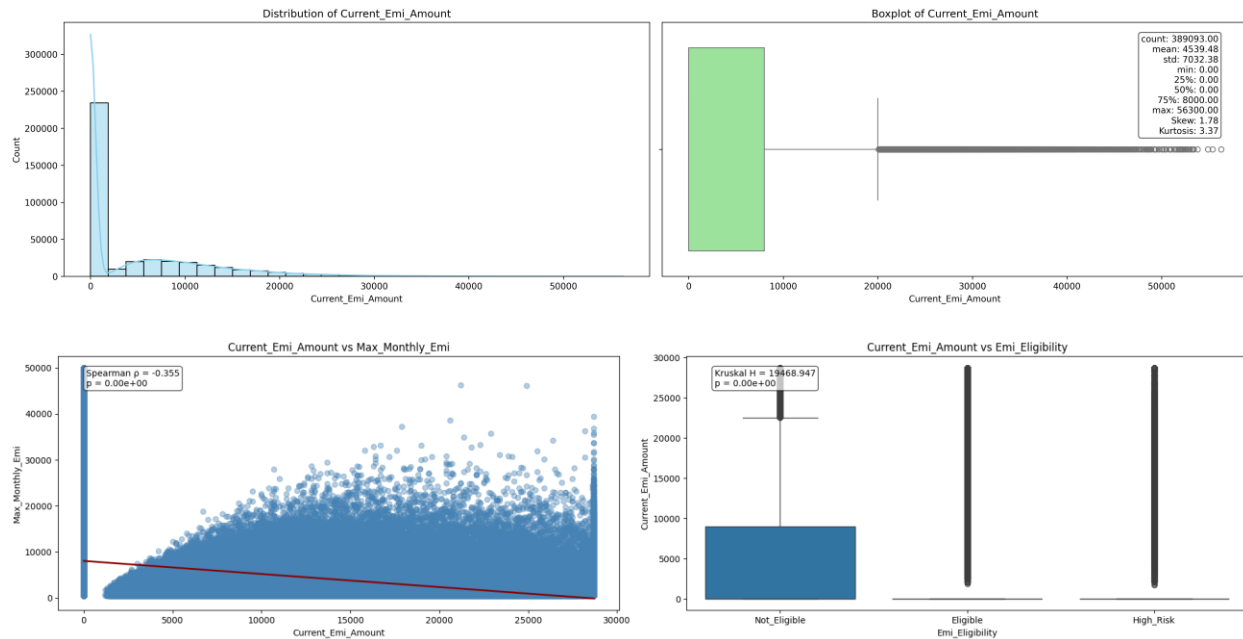 Distribution of Current_Emi_Amount
300000
250000
200000
150000
100000
50000
0
Count
0 10000 20000 30000 40000 50000
Current_Emi_Amount
Boxplot of Current_Emi_Amount
count: 389093.00
mean: 4539.48
std: 7032.38
min: 0.00
25%: 0.00
50%: 0.00
75%: 8000.00
max: 56300.00
Skew: 1.78
Kurtosis: 3.37
0 10000 20000 30000 40000 50000
Current_Emi_Amount
Current_Emi_Amount vs Max_Monthly_Emi
Spearman ρ = -0.355
p = 0.00e+00
50000
40000
30000
20000
10000
0
Max_Monthly_Emi
0 5000 10000 15000 20000 25000 30000
Current_Emi_Amount
Current_Emi_Amount vs Emi_Eligibility
Kruskal H = 19468.947
p = 0.00e+00
30000
25000
20000
15000
10000
5000
0
Current_Emi_Amount
Not_Eligible Eligible High_Risk
Emi_Eligibility